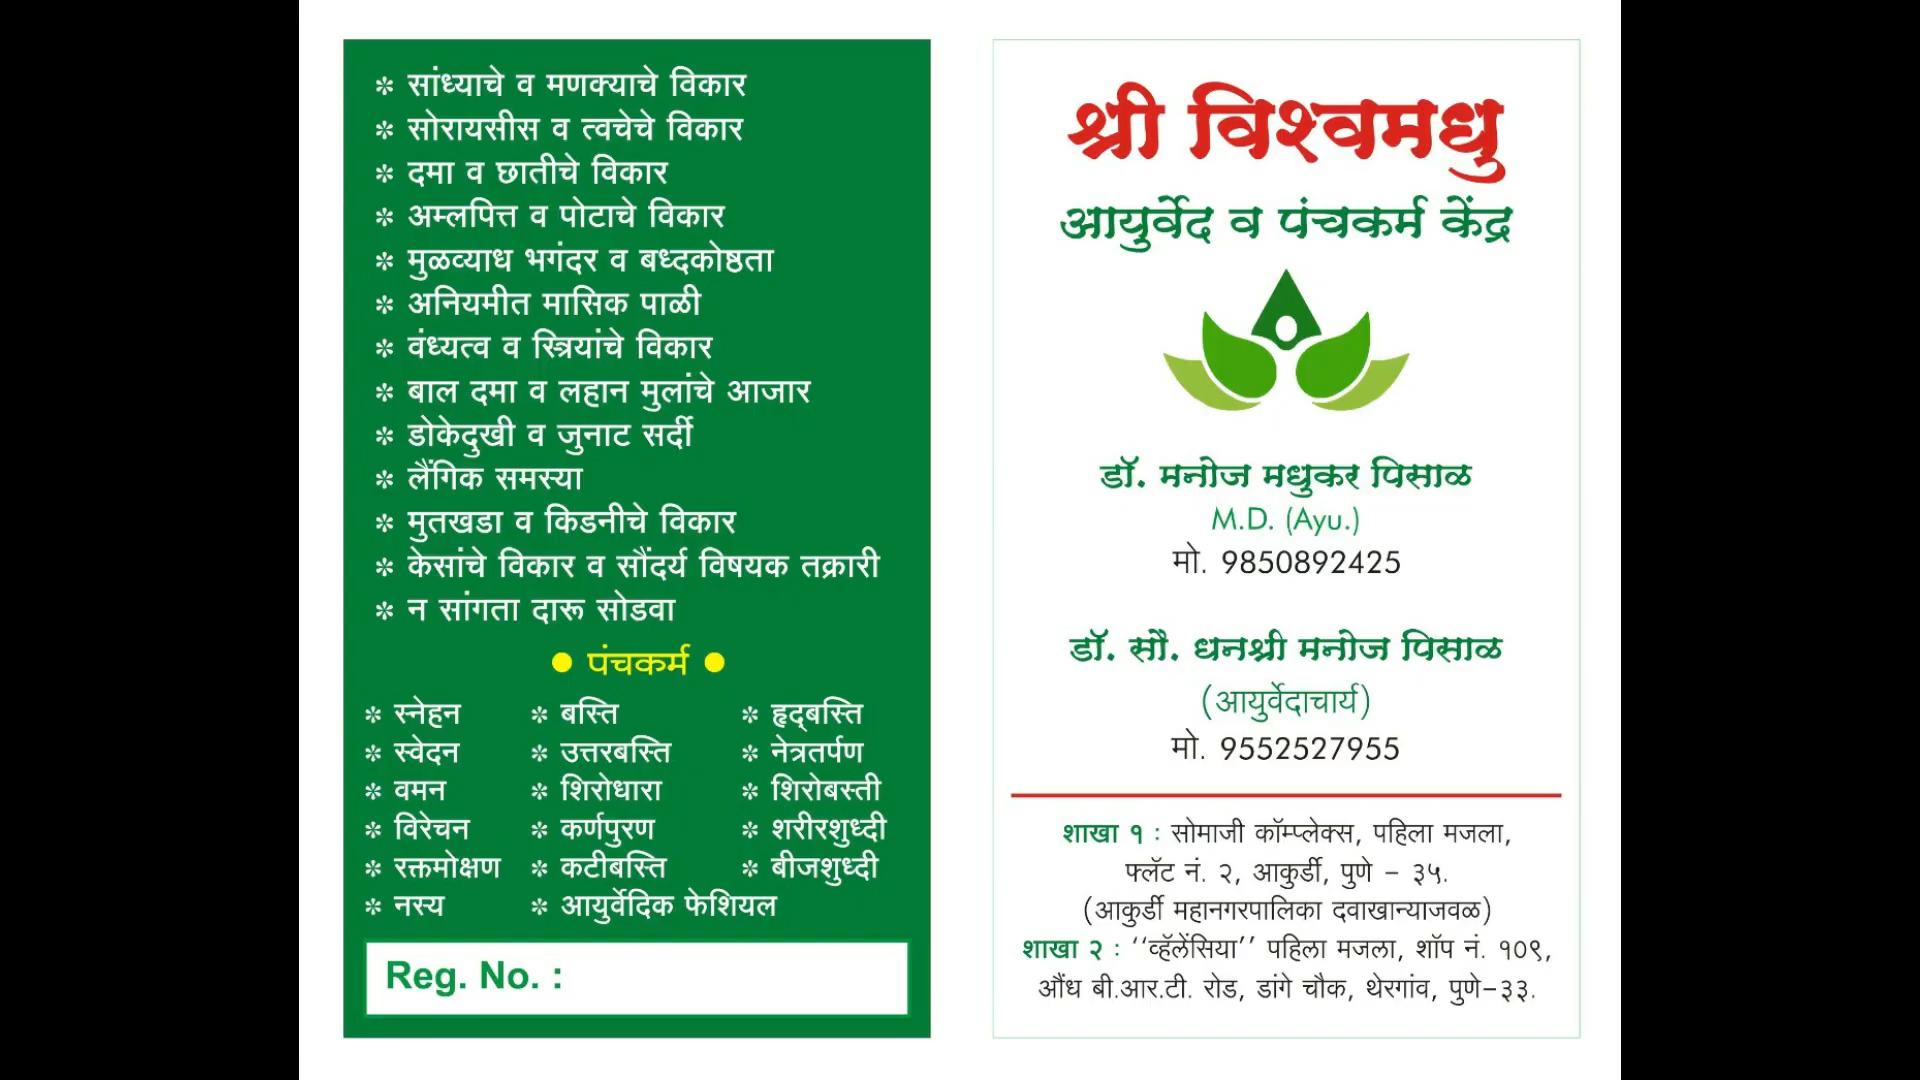 ✻ सांध्याचे व मणक्याचे विकार
✻ सोरायसीस व त्वचेचे विकार
✻ दमा व छातीचे विकार
✻ अम्लपित्त व पोटाचे विकार
✻ मुळव्याध भगंदर व बध्दकोष्ठता
✻ अनियमीत मासिक पाळी
✻ वंध्यत्व व स्त्रियांचे विकार
✻ बाल दमा व लहान मुलांचे आजार
✻ डोकेदुखी व जुनाट सर्दी
✻ लैंगिक समस्या
✻ मुतखडा व किडनीचे विकार
✻ केसांचे विकार व सौंदर्य विषयक तक्रारी
✻ न सांगता दारू सोडवा
● पंचकर्म ●
✻ स्नेहन ✻ बस्ति ✻ हृद्बस्ति
✻ स्वेदन ✻ उत्तरबस्ति ✻ नेत्रतर्पण
✻ वमन ✻ शिरोधारा ✻ शिरोबस्ती
✻ विरेचन ✻ कर्णपुरण ✻ शरीरशुध्दी
✻ रक्तमोक्षण ✻ कटीबस्ति ✻ बीजशुध्दी
✻ नस्य ✻ आयुर्वेदिक फेशियल
Reg. No. :
श्री विश्वमधु
आयुर्वेद व पंचकर्म केंद्र
डॉ. मनोज मधुकर पिसाळ
M.D. (Ayu.)
मो. 9850892425
डॉ. सौ. धनश्री मनोज पिसाळ
(आयुर्वेदाचार्य)
मो. 9552527955
शाखा १ : सोमाजी कॉम्प्लेक्स, पहिला मजला,
फ्लॅट नं. २, आकुर्डी, पुणे - ३५.
(आकुर्डी महानगरपालिका दवाखान्याजवळ)
शाखा २ : ‘‘व्हॅलेंसिया’’ पहिला मजला, शॉप नं. १०९,
औंध बी.आर.टी. रोड, डांगे चौक, थेरगांव, पुणे-३३.